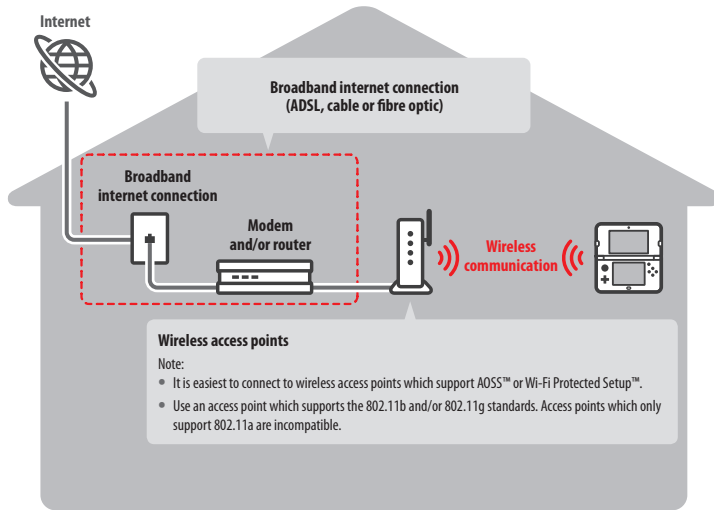 Internet
Broadband internet connection
(ADSL, cable or fibre optic)
Broadband
internet connection
Modem
and/or router
Wireless
communication
Wireless access points
Note:
• It is easiest to connect to wireless access points which support AOSS™ or Wi-Fi Protected Setup™.
• Use an access point which supports the 802.11b and/or 802.11g standards. Access points which only
support 802.11a are incompatible.